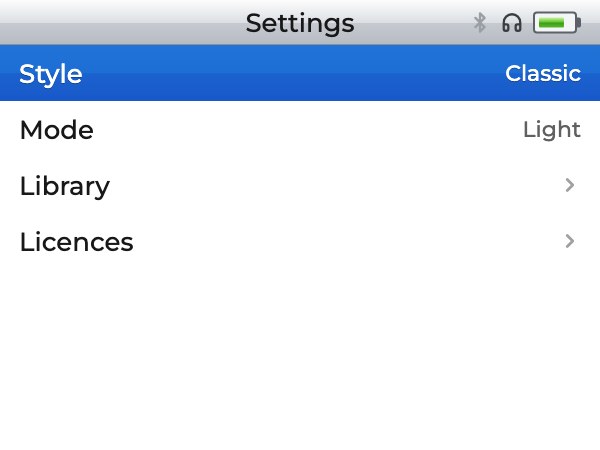 Settings
Style Classic
Mode Light
Library
Licences